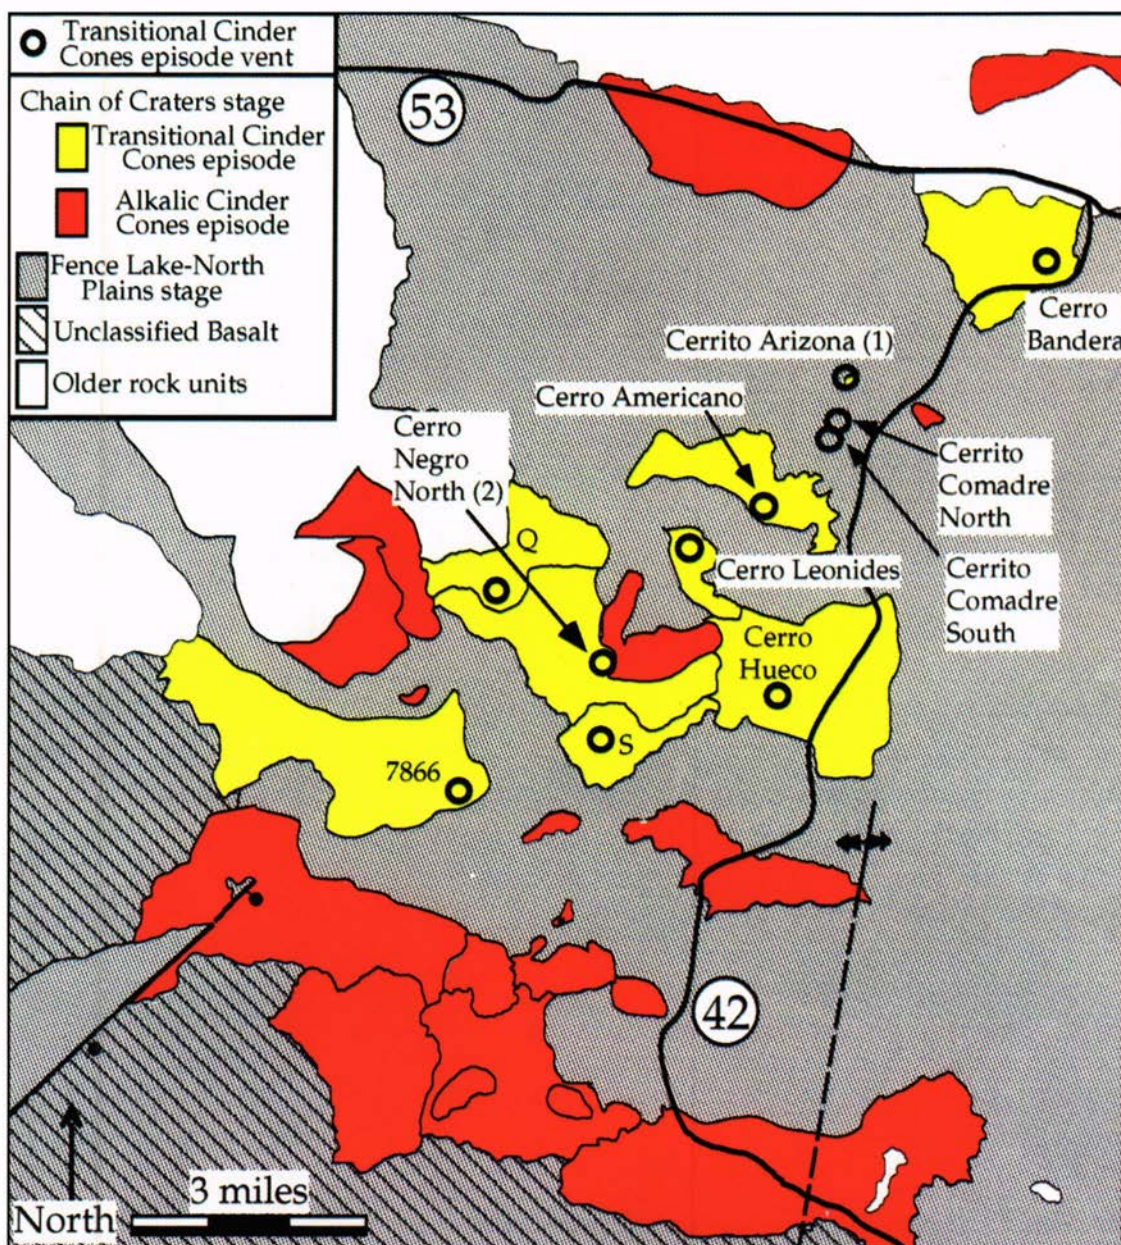 Transitional Cinder
Cones episode vent
Chain of Craters stage
Transitional Cinder
Cones episode
Alkalic Cinder
Cones episode
Fence Lake-North
Plains stage
Unclassified Basalt
Older rock units
53
Cerro
Bandera
Cerrito Arizona (1)
Cerro Americano
Cerro
Negro
North (2)
Cerrito
Comadre
North
Q
Cerro Leonides
Cerrito
Comadre
South
Cerro
Hueco
S
7866
42
3 miles
North